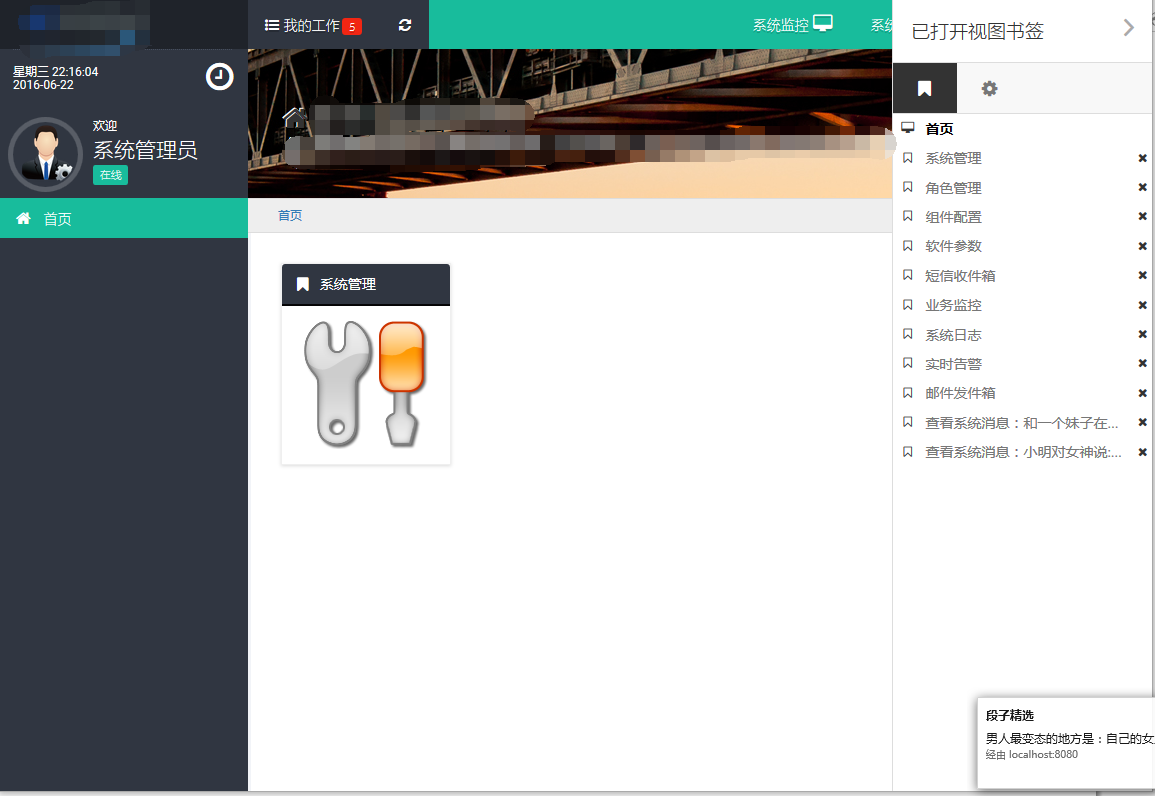 我的工作 5
系统监控
系统
星期三 22:16:04
2016-06-22
欢迎
系统管理员
在线
首页
首页
系统管理
已打开视图书签
首页
系统管理
角色管理
组件配置
软件参数
短信收件箱
业务监控
系统日志
实时告警
邮件发件箱
查看系统消息：和一个妹子在...
查看系统消息：小明对女神说:...
段子精选
男人最变态的地方是：自己的女
经由 localhost:8080